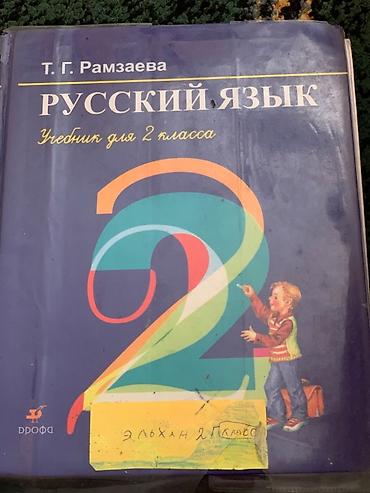 Т. Г. Рамзаева
РУССКИЙ ЯЗЫК
Учебник для 2 класса
2
ЭЛЬХАН 2 Г КЛАСС
дрофа